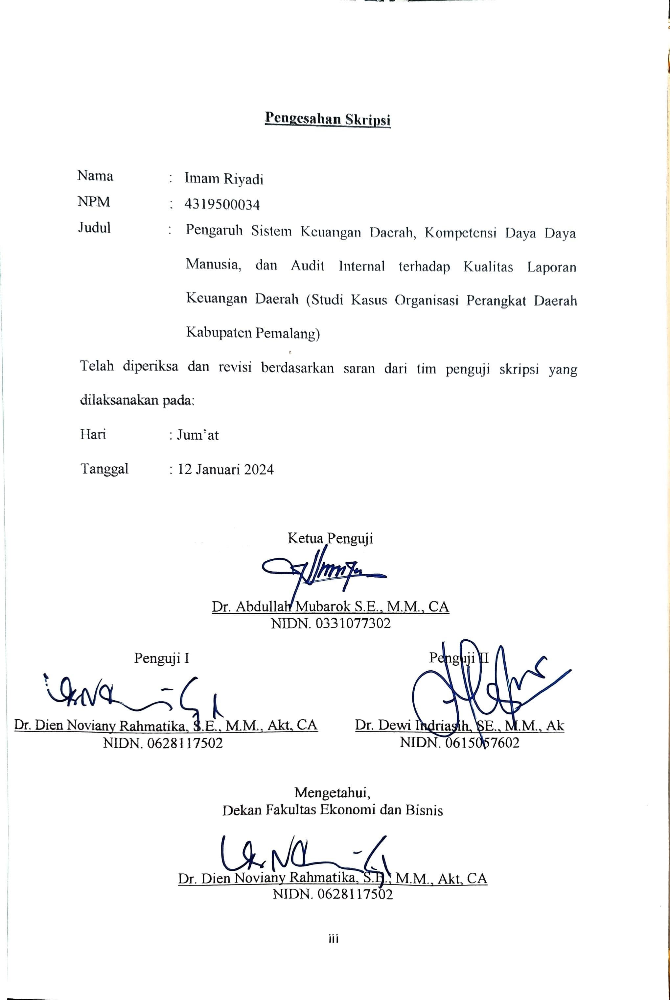 Pengesahan Skripsi
Nama : Imam Riyadi
NPM : 4319500034
Judul : Pengaruh Sistem Keuangan Daerah, Kompetensi Daya Daya
Manusia, dan Audit Internal terhadap Kualitas Laporan
Keuangan Daerah (Studi Kasus Organisasi Perangkat Daerah
Kabupaten Pemalang)
Telah diperiksa dan revisi berdasarkan saran dari tim penguji skripsi yang
dilaksanakan pada:
Hari : Jum’at
Tanggal : 12 Januari 2024
Ketua Penguji
Dr. Abdullah Mubarok S.E., M.M., CA
NIDN. 0331077302
Penguji I
Dr. Dien Noviany Rahmatika, S.E., M.M., Akt, CA
NIDN. 0628117502
Penguji II
Dr. Dewi Indriasih, SE., M.M., Ak
NIDN. 0615057602
Mengetahui,
Dekan Fakultas Ekonomi dan Bisnis
Dr. Dien Noviany Rahmatika, S.E., M.M., Akt, CA
NIDN. 0628117502
iii